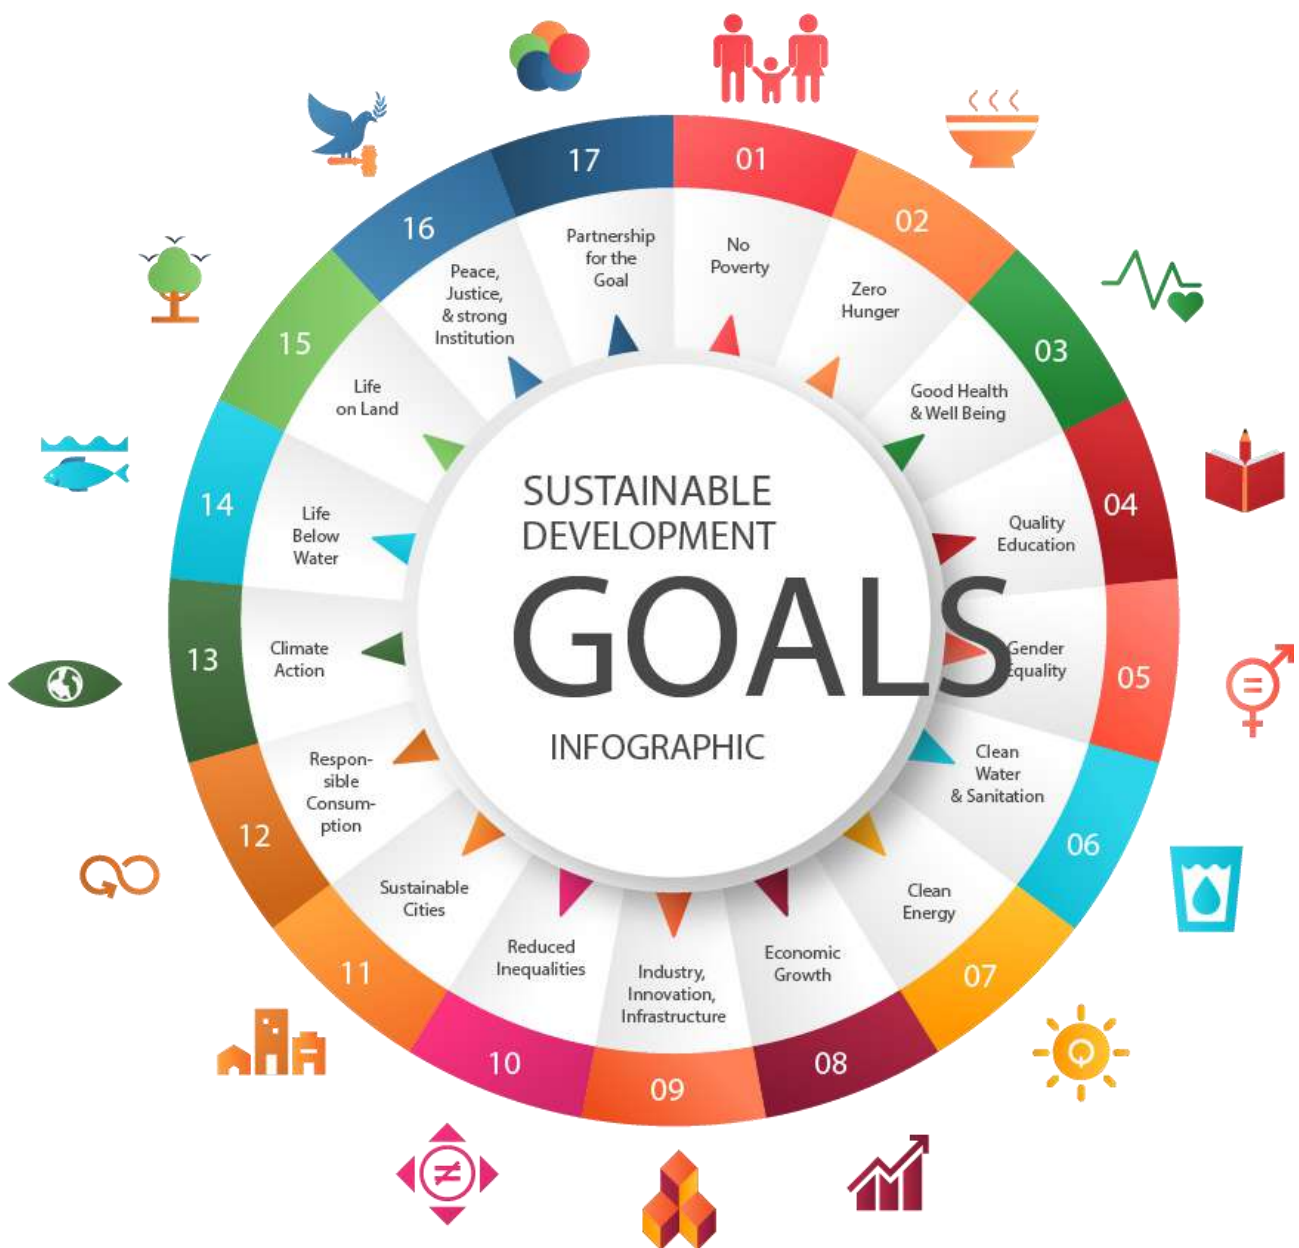 SUSTAINABLE
DEVELOPMENT
GOALS
INFOGRAPHIC
01
No
Poverty
02
Zero
Hunger
03
Good Health
& Well Being
04
Quality
Education
05
Gender
Equality
06
Clean
Water
& Sanitation
07
Clean
Energy
08
Economic
Growth
09
Industry,
Innovation,
Infrastructure
10
Reduced
Inequalities
11
Sustainable
Cities
12
Respon-
sible
Consum-
ption
13
Climate
Action
14
Life
Below
Water
15
Life
on Land
16
Peace,
Justice,
& strong
Institution
17
Partnership
for the
Goal